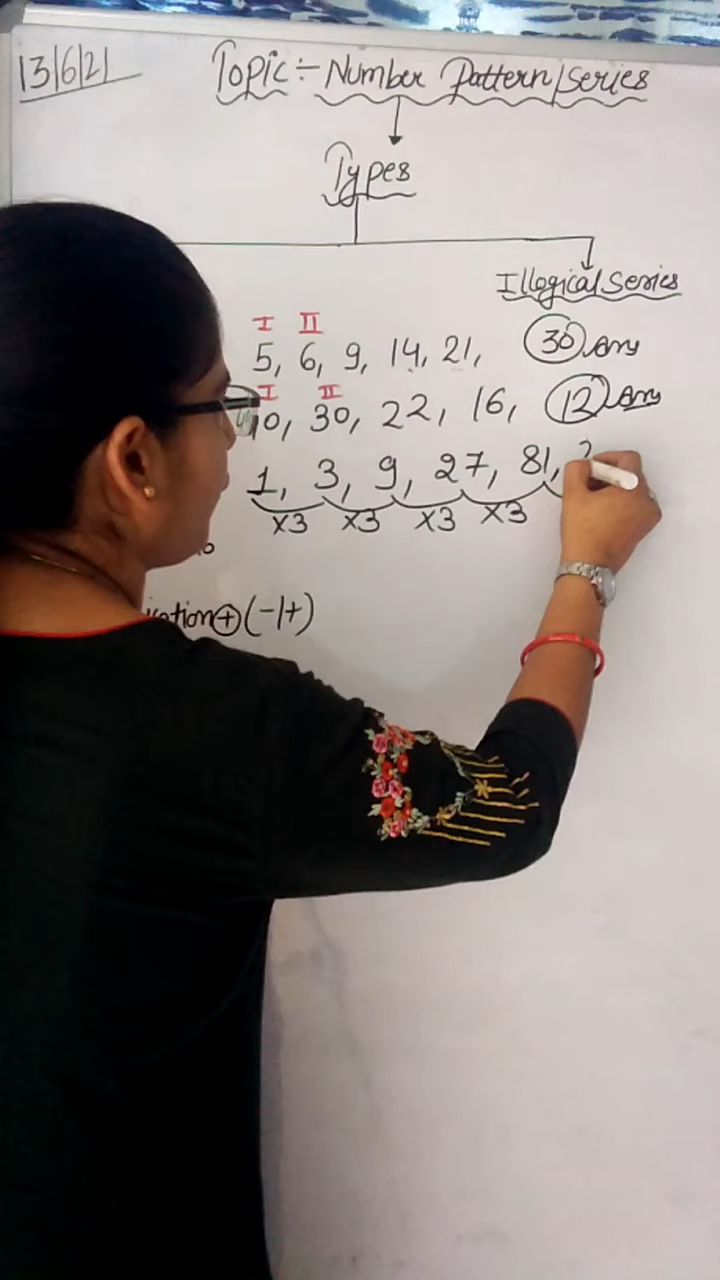 13/6/21
Topic:- Number Pattern/Series
Types
Illogical Series
I II
5, 6, 9, 14, 21, 30 Ans
I II
40, 30, 22, 16, 12 Ans
1, 3, 9, 27, 81,
×3 ×3 ×3 ×3
+ (-/+)